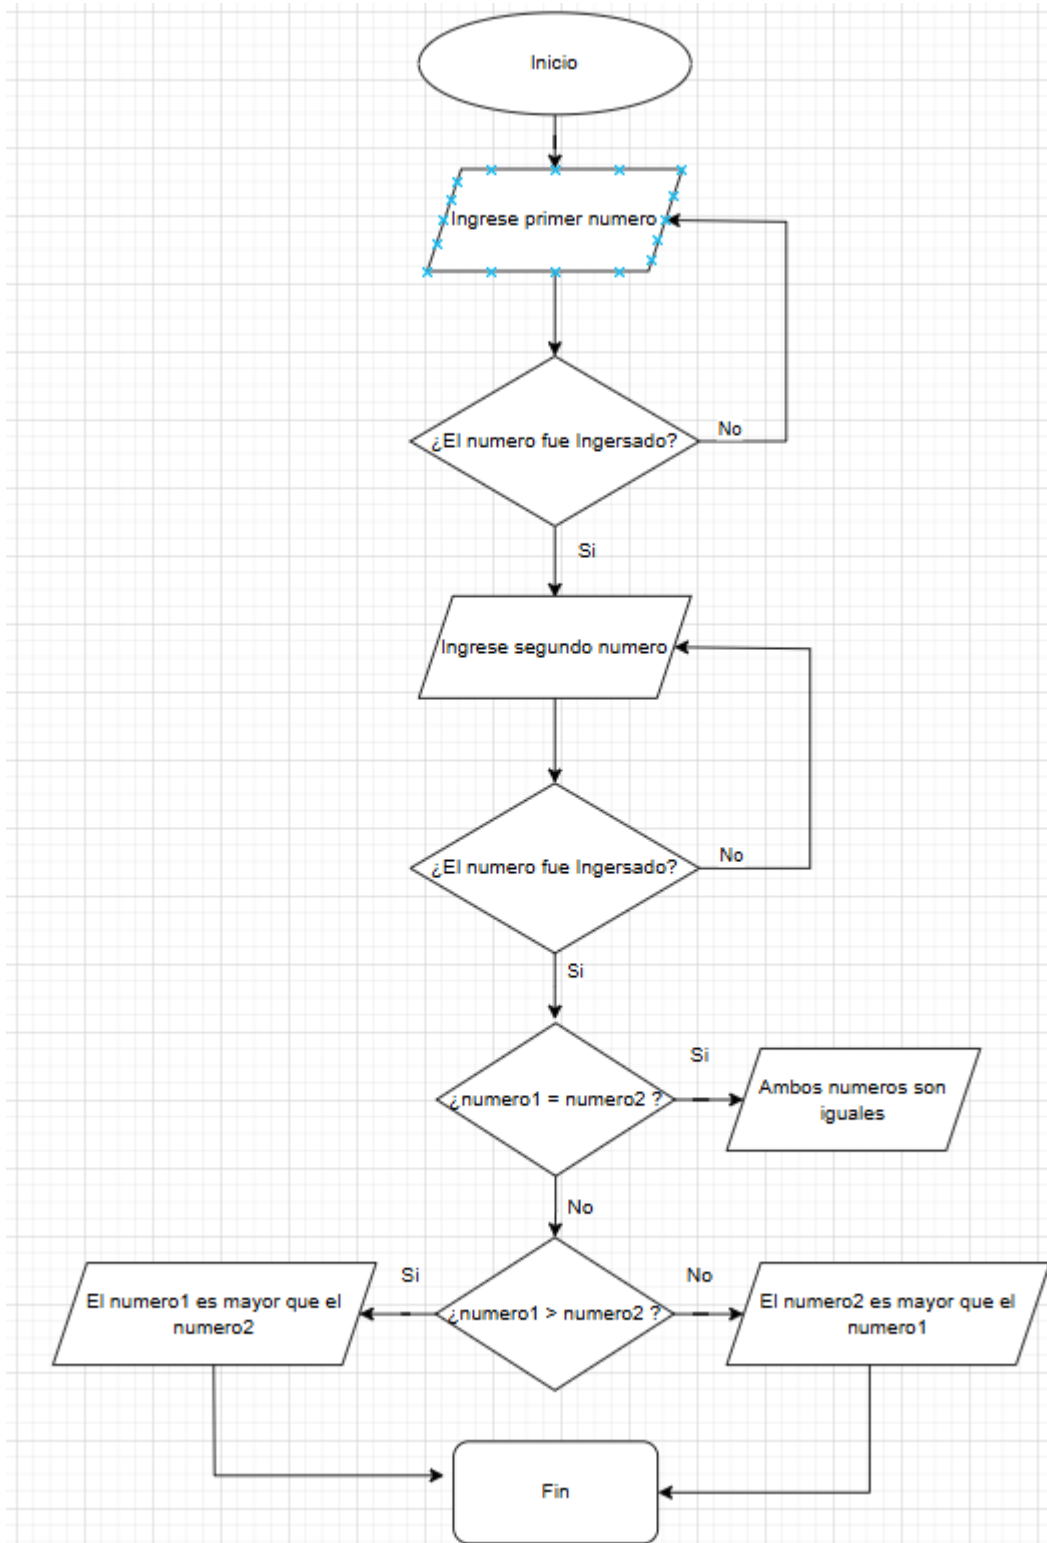 Inicio
Ingrese primer numero
¿El numero fue Ingersado?
No
Si
Ingrese segundo numero
¿El numero fue Ingersado?
No
Si
¿numero1 = numero2 ?
Si
Ambos numeros son
iguales
No
¿numero1 > numero2 ?
Si
El numero1 es mayor que el
numero2
No
El numero2 es mayor que el
numero1
Fin